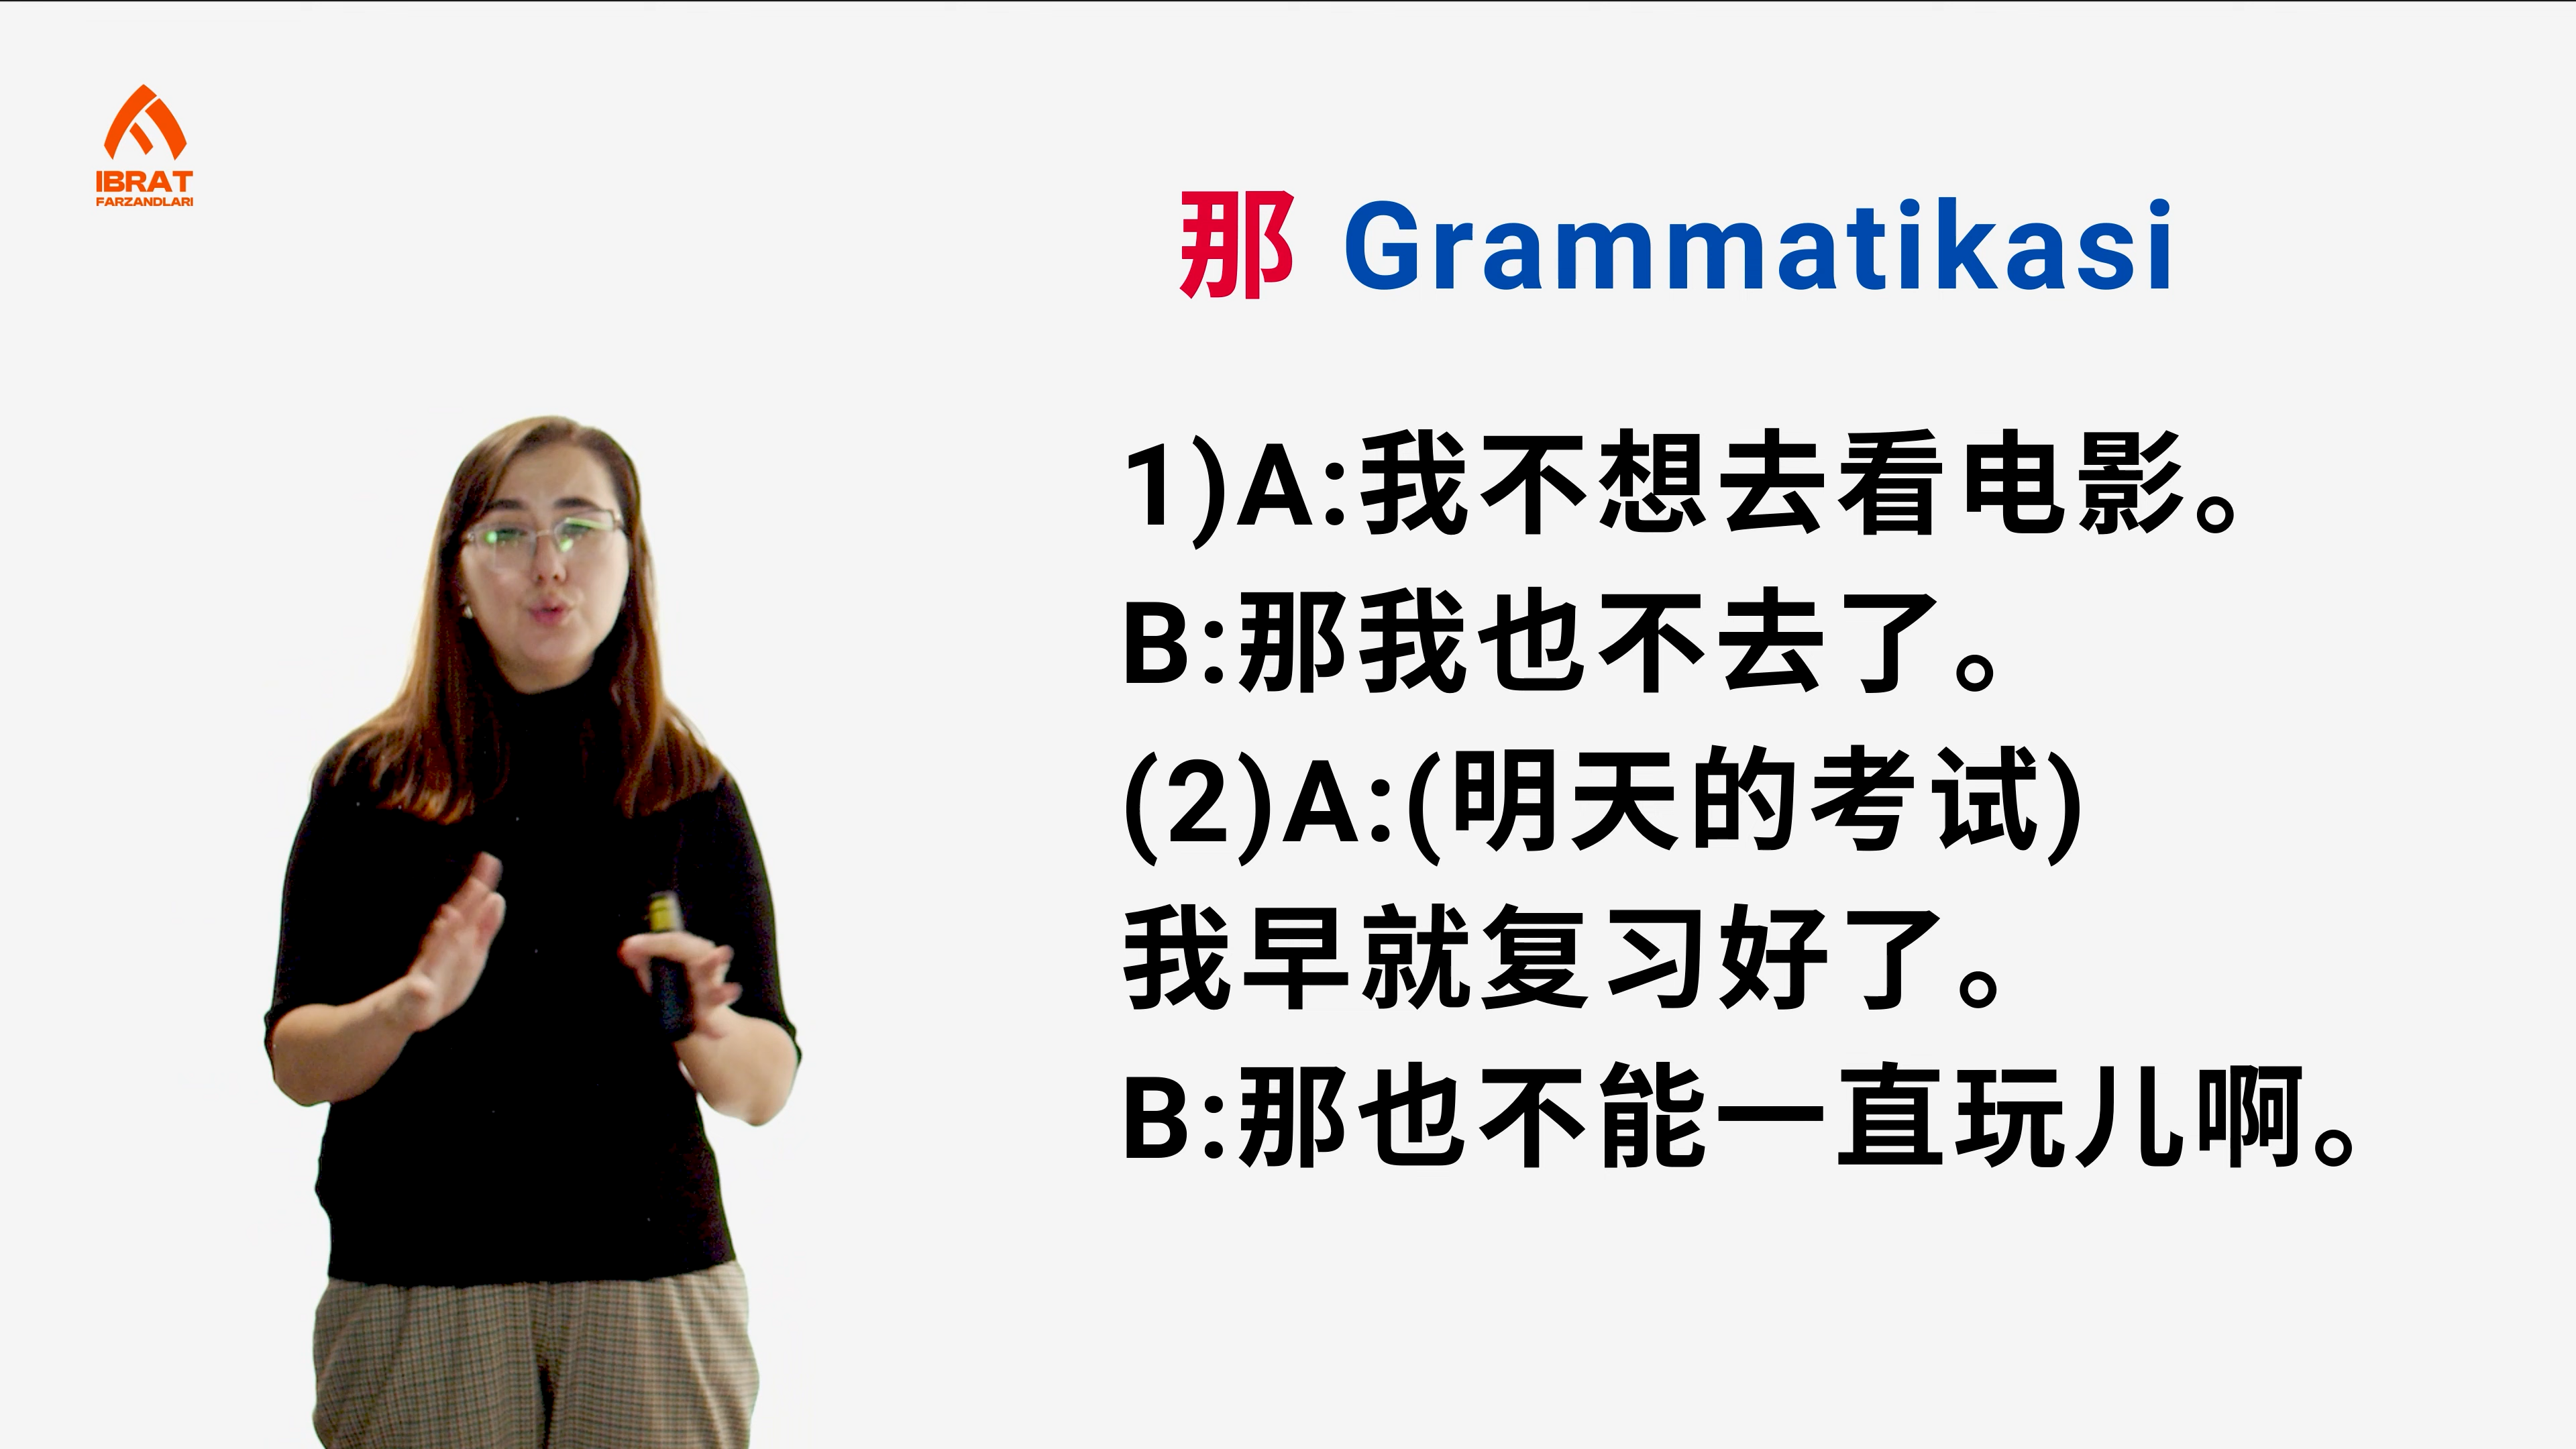 IBRAT
FARZANDLARI
那 Grammatikasi
1)A:我不想去看电影。
B:那我也不去了。
(2)A:(明天的考试)
我早就复习好了。
B:那也不能一直玩儿啊。